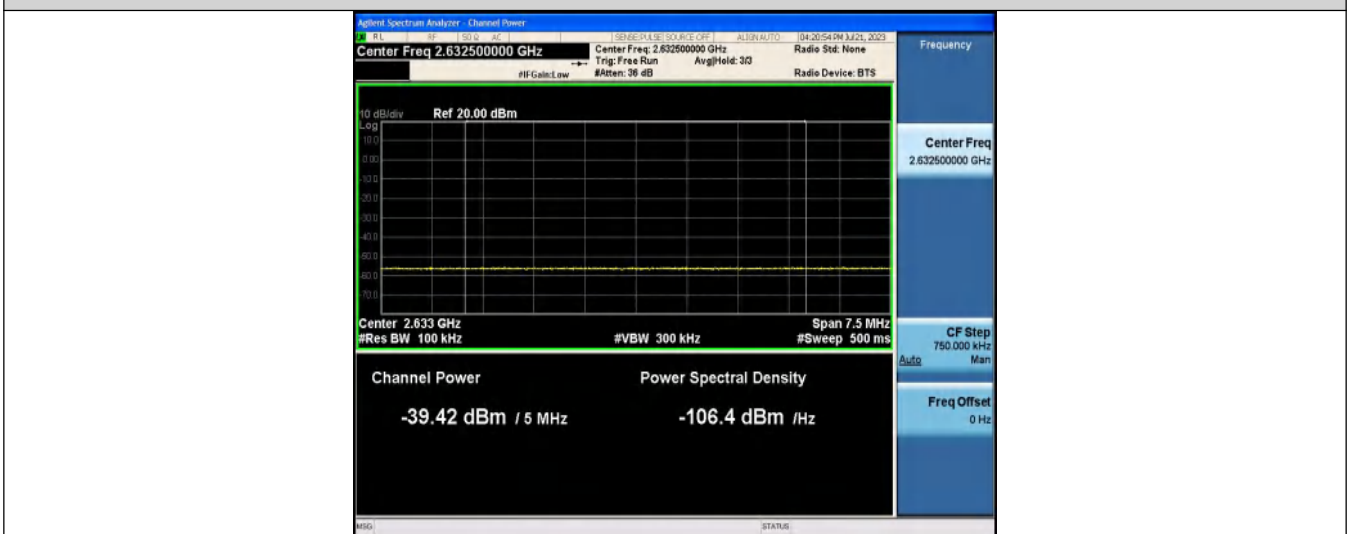 Agilent Spectrum Analyzer - Channel Power
RL RF 50 Ω AC SENSE:PULSE SOURCE OFF ALIGN AUTO 04:20:54 PM Jul 21, 2023
Center Freq 2.632500000 GHz
Center Freq: 2.632500000 GHz
Radio Std: None
Trig: Free Run Avg|Hold: 3/3
#IFGain:Low
#Atten: 36 dB
Radio Device: BTS
10 dB/div Ref 20.00 dBm
Log
10.0
0.00
-10.0
-20.0
-30.0
-40.0
-50.0
-60.0
-70.0
Center 2.633 GHz
Span 7.5 MHz
#Res BW 100 kHz
#VBW 300 kHz
#Sweep 500 ms
Channel Power
Power Spectral Density
-39.42 dBm / 5 MHz
-106.4 dBm /Hz
MSG
STATUS
Frequency
Center Freq
2.632500000 GHz
CF Step
750.000 kHz
Auto Man
Freq Offset
0 Hz